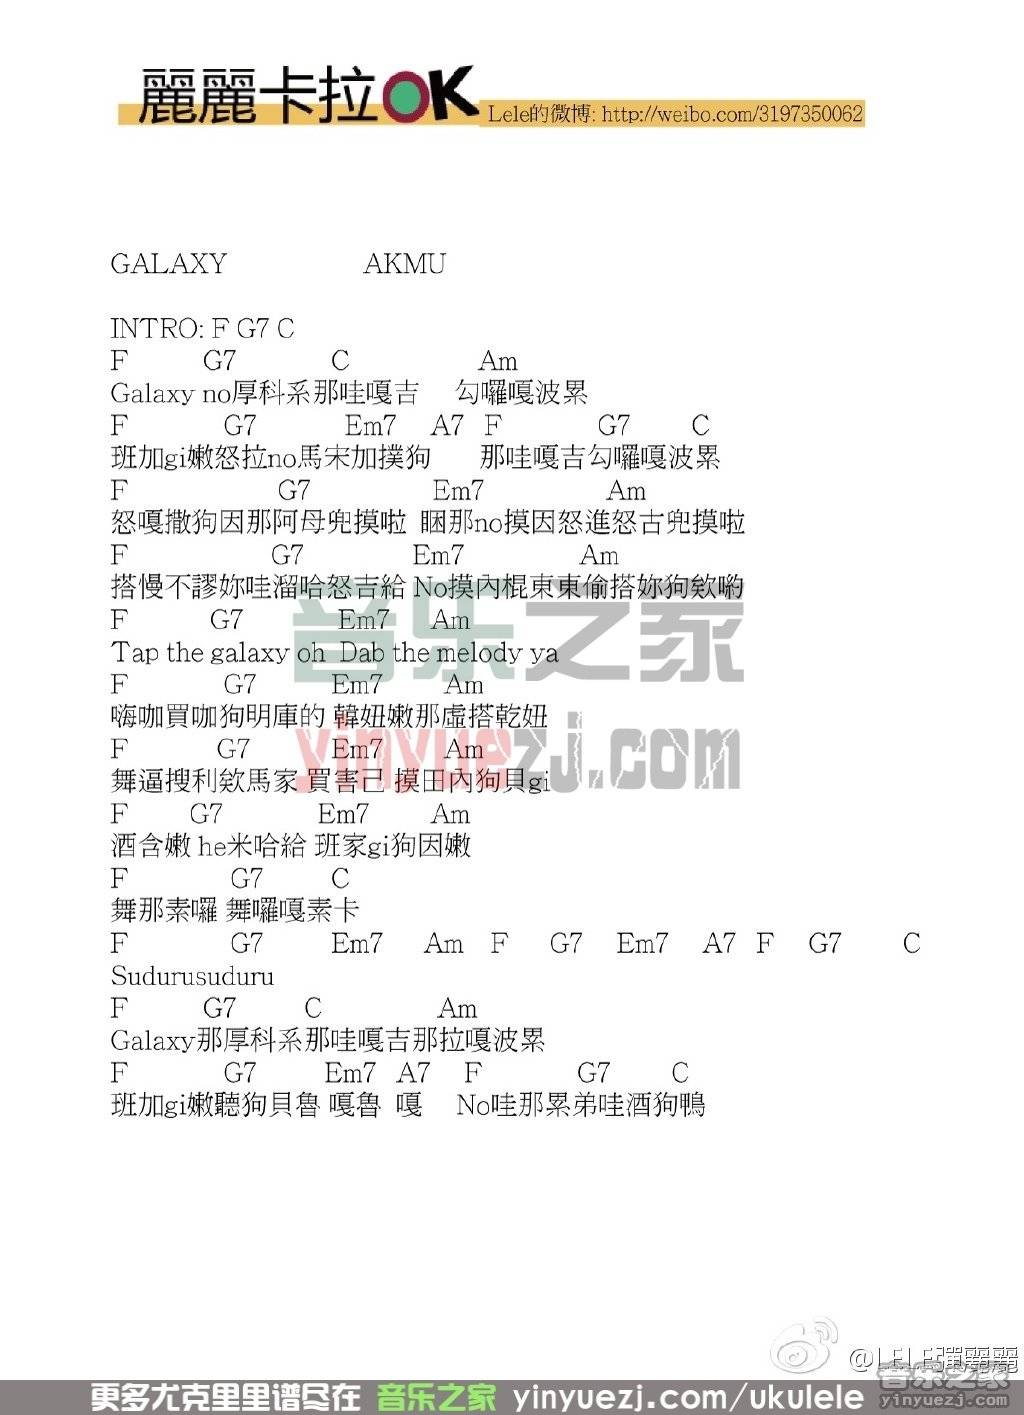 麗麗卡拉OK Lele的微博: http://weibo.com/3197350062
GALAXY AKMU
INTRO: F G7 C
F G7 C Am
Galaxy no厚科系那哇嘎吉 勾囉嘎波累
F G7 Em7 A7 F G7 C
班加gi嫩怒拉no馬宋加撲狗 那哇嘎吉勾囉嘎波累
F G7 Em7 Am
怒嘎撒狗因那阿母兜摸啦 睏那no摸因怒進怒古兜摸啦
F G7 Em7 Am
搭慢不謬妳哇溜哈怒吉給 No摸內棍東東偷搭妳狗欸喲
F G7 Em7 Am
Tap the galaxy oh Dab the melody ya
F G7 Em7 Am
嗨咖買咖狗明庫的 韓妞嫩那虛搭乾妞
F G7 Em7 Am
舞逼搜利欸馬家 買害己 摸田內狗貝gi
F G7 Em7 Am
酒含嫩 he米哈給 班家gi狗因嫩
F G7 C
舞那素囉 舞囉嘎素卡
F G7 Em7 Am F G7 Em7 A7 F G7 C
Sudurusuduru
F G7 C Am
Galaxy那厚科系那哇嘎吉那拉嘎波累
F G7 Em7 A7 F G7 C
班加gi嫩聽狗貝魯 嘎魯 嘎 No哇那累弟哇酒狗鴨
音乐之家
yinyuezj.com
@LELE彈麗麗
音乐之家
yinyuezj.com
更多尤克里里谱尽在 音乐之家 yinyuezj.com/ukulele